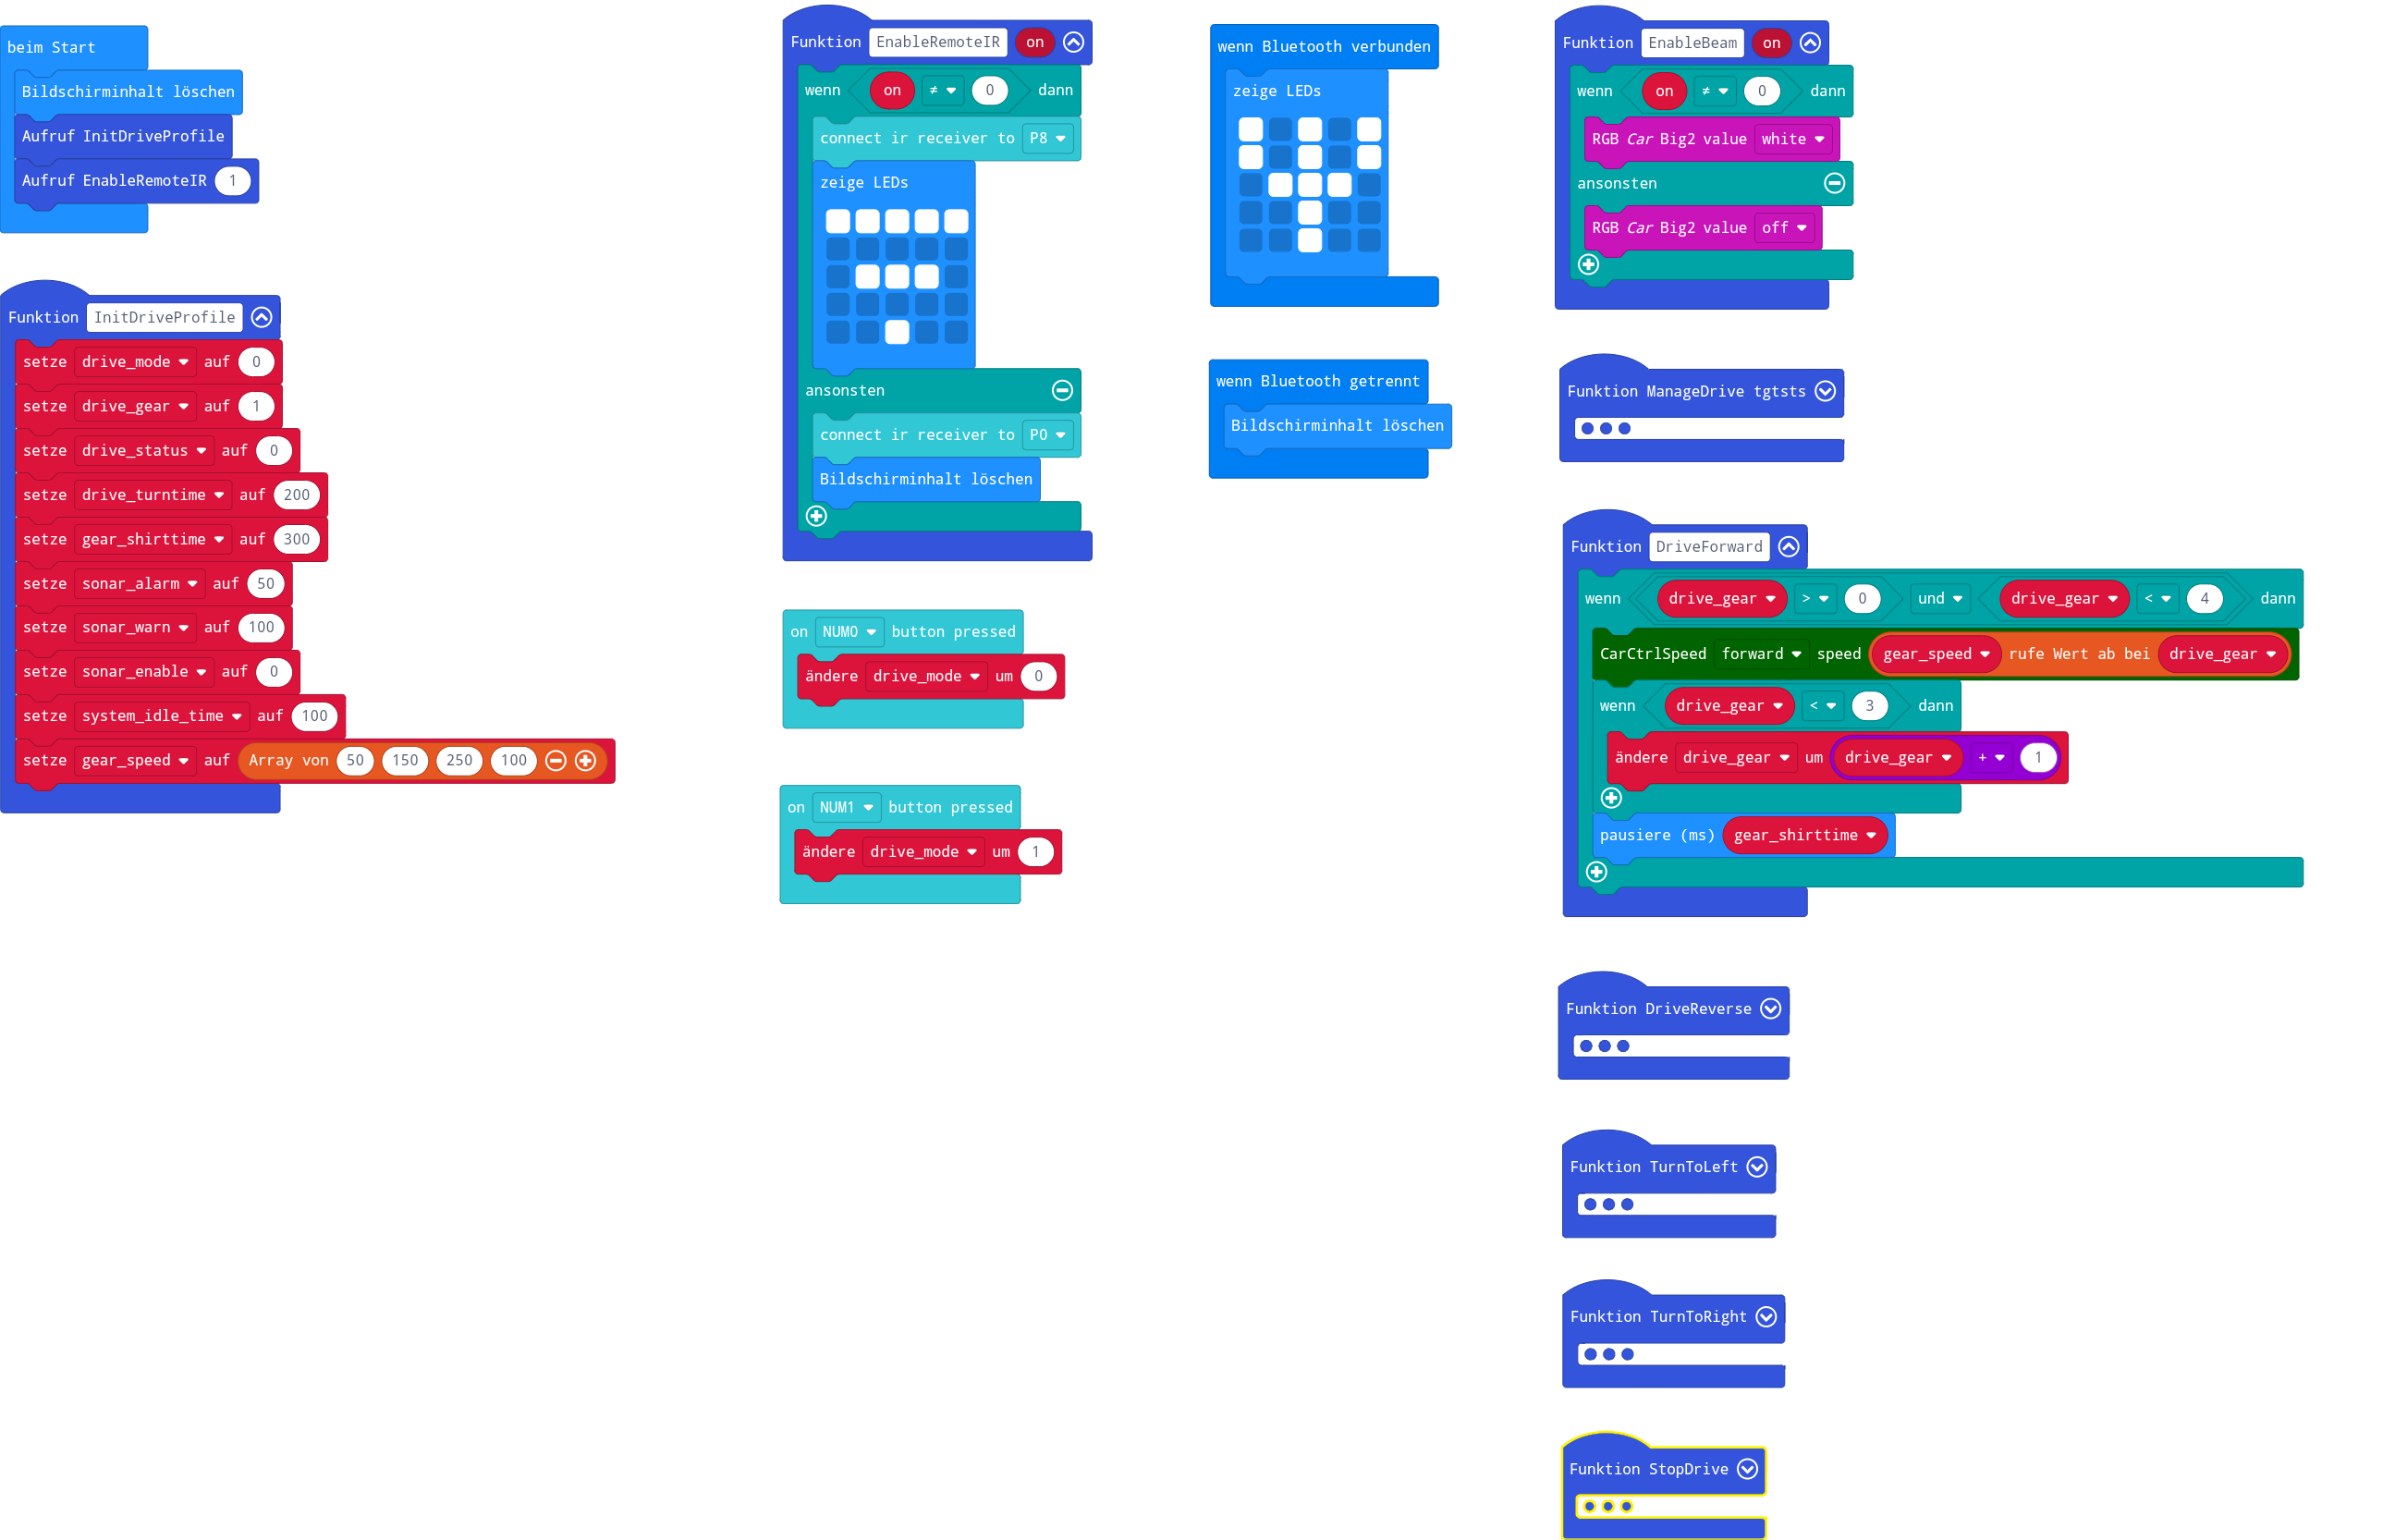 beim Start
Bildschirminhalt löschen
Aufruf InitDriveProfile
Aufruf EnableRemoteIR 1
Funktion InitDriveProfile
setze drive_mode auf 0
setze drive_gear auf 1
setze drive_status auf 0
setze drive_turntime auf 200
setze gear_shirttime auf 300
setze sonar_alarm auf 50
setze sonar_warn auf 100
setze sonar_enable auf 0
setze system_idle_time auf 100
setze gear_speed auf Array von 50 150 250 100
Funktion EnableRemoteIR on
wenn on ≠ 0 dann
connect ir receiver to P8
zeige LEDs
ansonsten
connect ir receiver to P0
Bildschirminhalt löschen
on NUM0 button pressed
ändere drive_mode um 0
on NUM1 button pressed
ändere drive_mode um 1
wenn Bluetooth verbunden
zeige LEDs
wenn Bluetooth getrennt
Bildschirminhalt löschen
Funktion EnableBeam on
wenn on ≠ 0 dann
RGB Car Big2 value white
ansonsten
RGB Car Big2 value off
Funktion ManageDrive tgtsts
Funktion DriveForward
wenn drive_gear > 0 und drive_gear < 4 dann
CarCtrlSpeed forward speed gear_speed rufe Wert ab bei drive_gear
wenn drive_gear < 3 dann
ändere drive_gear um drive_gear + 1
pausiere (ms) gear_shirttime
Funktion DriveReverse
Funktion TurnToLeft
Funktion TurnToRight
Funktion StopDrive